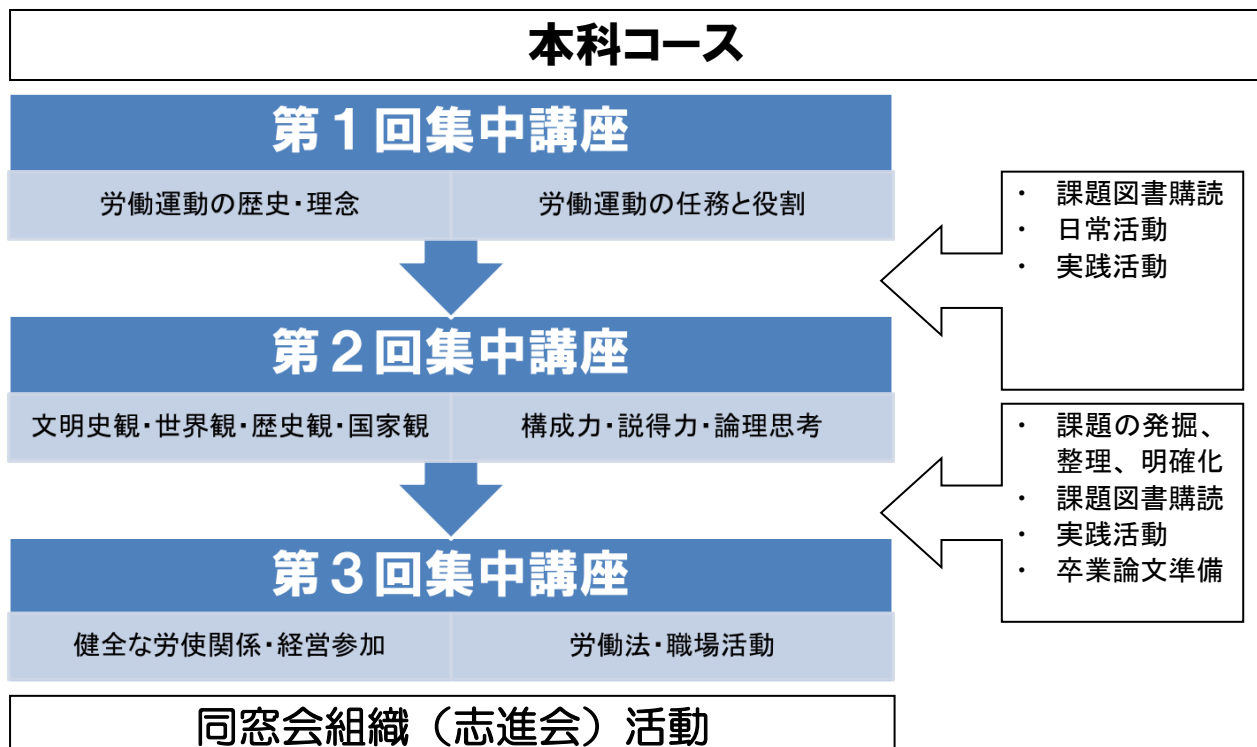 本科コース
第1回集中講座
労働運動の歴史・理念
労働運動の任務と役割
・ 課題図書購読
・ 日常活動
・ 実践活動
第2回集中講座
文明史観・世界観・歴史観・国家観
構成力・説得力・論理思考
・ 課題の発掘、
整理、明確化
・ 課題図書購読
・ 実践活動
・ 卒業論文準備
第3回集中講座
健全な労使関係・経営参加
労働法・職場活動
同窓会組織（志進会）活動